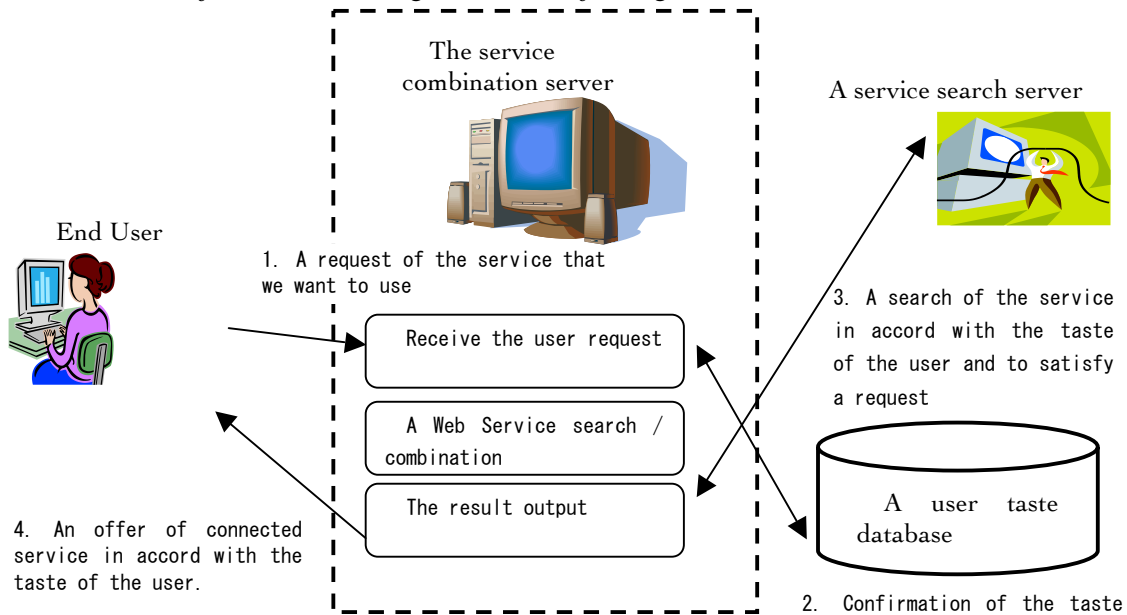 The service
combination server
A service search server
End User
1. A request of the service that
we want to use
Receive the user request
A Web Service search /
combination
The result output
3. A search of the service
in accord with the taste
of the user and to satisfy
a request
A user taste
database
4. An offer of connected
service in accord with the
taste of the user.
2. Confirmation of the taste